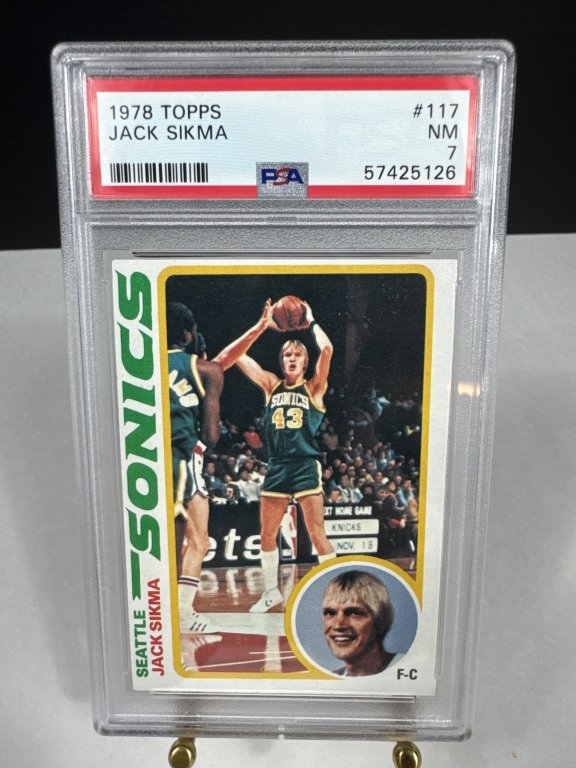 1978 TOPPS #117
JACK SIKMA NM
7
PSA 57425126
SEATTLE SONICS
JACK SIKMA
SONICS
43
NEXT HOME GAME
KNICKS
NOV. 18
ets
F-C